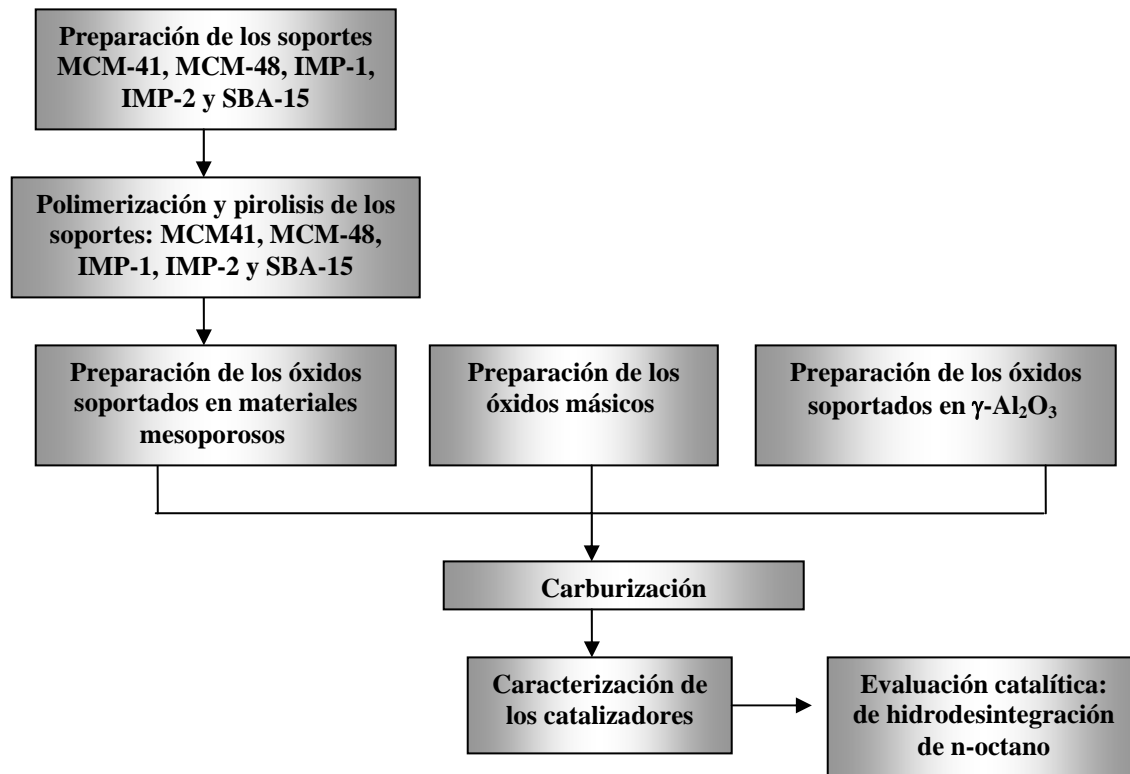 Preparación de los soportes
MCM-41, MCM-48, IMP-1,
IMP-2 y SBA-15
Polimerización y pirolisis de los
soportes: MCM41, MCM-48,
IMP-1, IMP-2 y SBA-15
Preparación de los óxidos
soportados en materiales
mesoporosos
Preparación de los
óxidos másicos
Preparación de los óxidos
soportados en γ-Al₂O₃
Carburización
Caracterización de
los catalizadores
Evaluación catalítica:
de hidrodesintegración
de n-octano